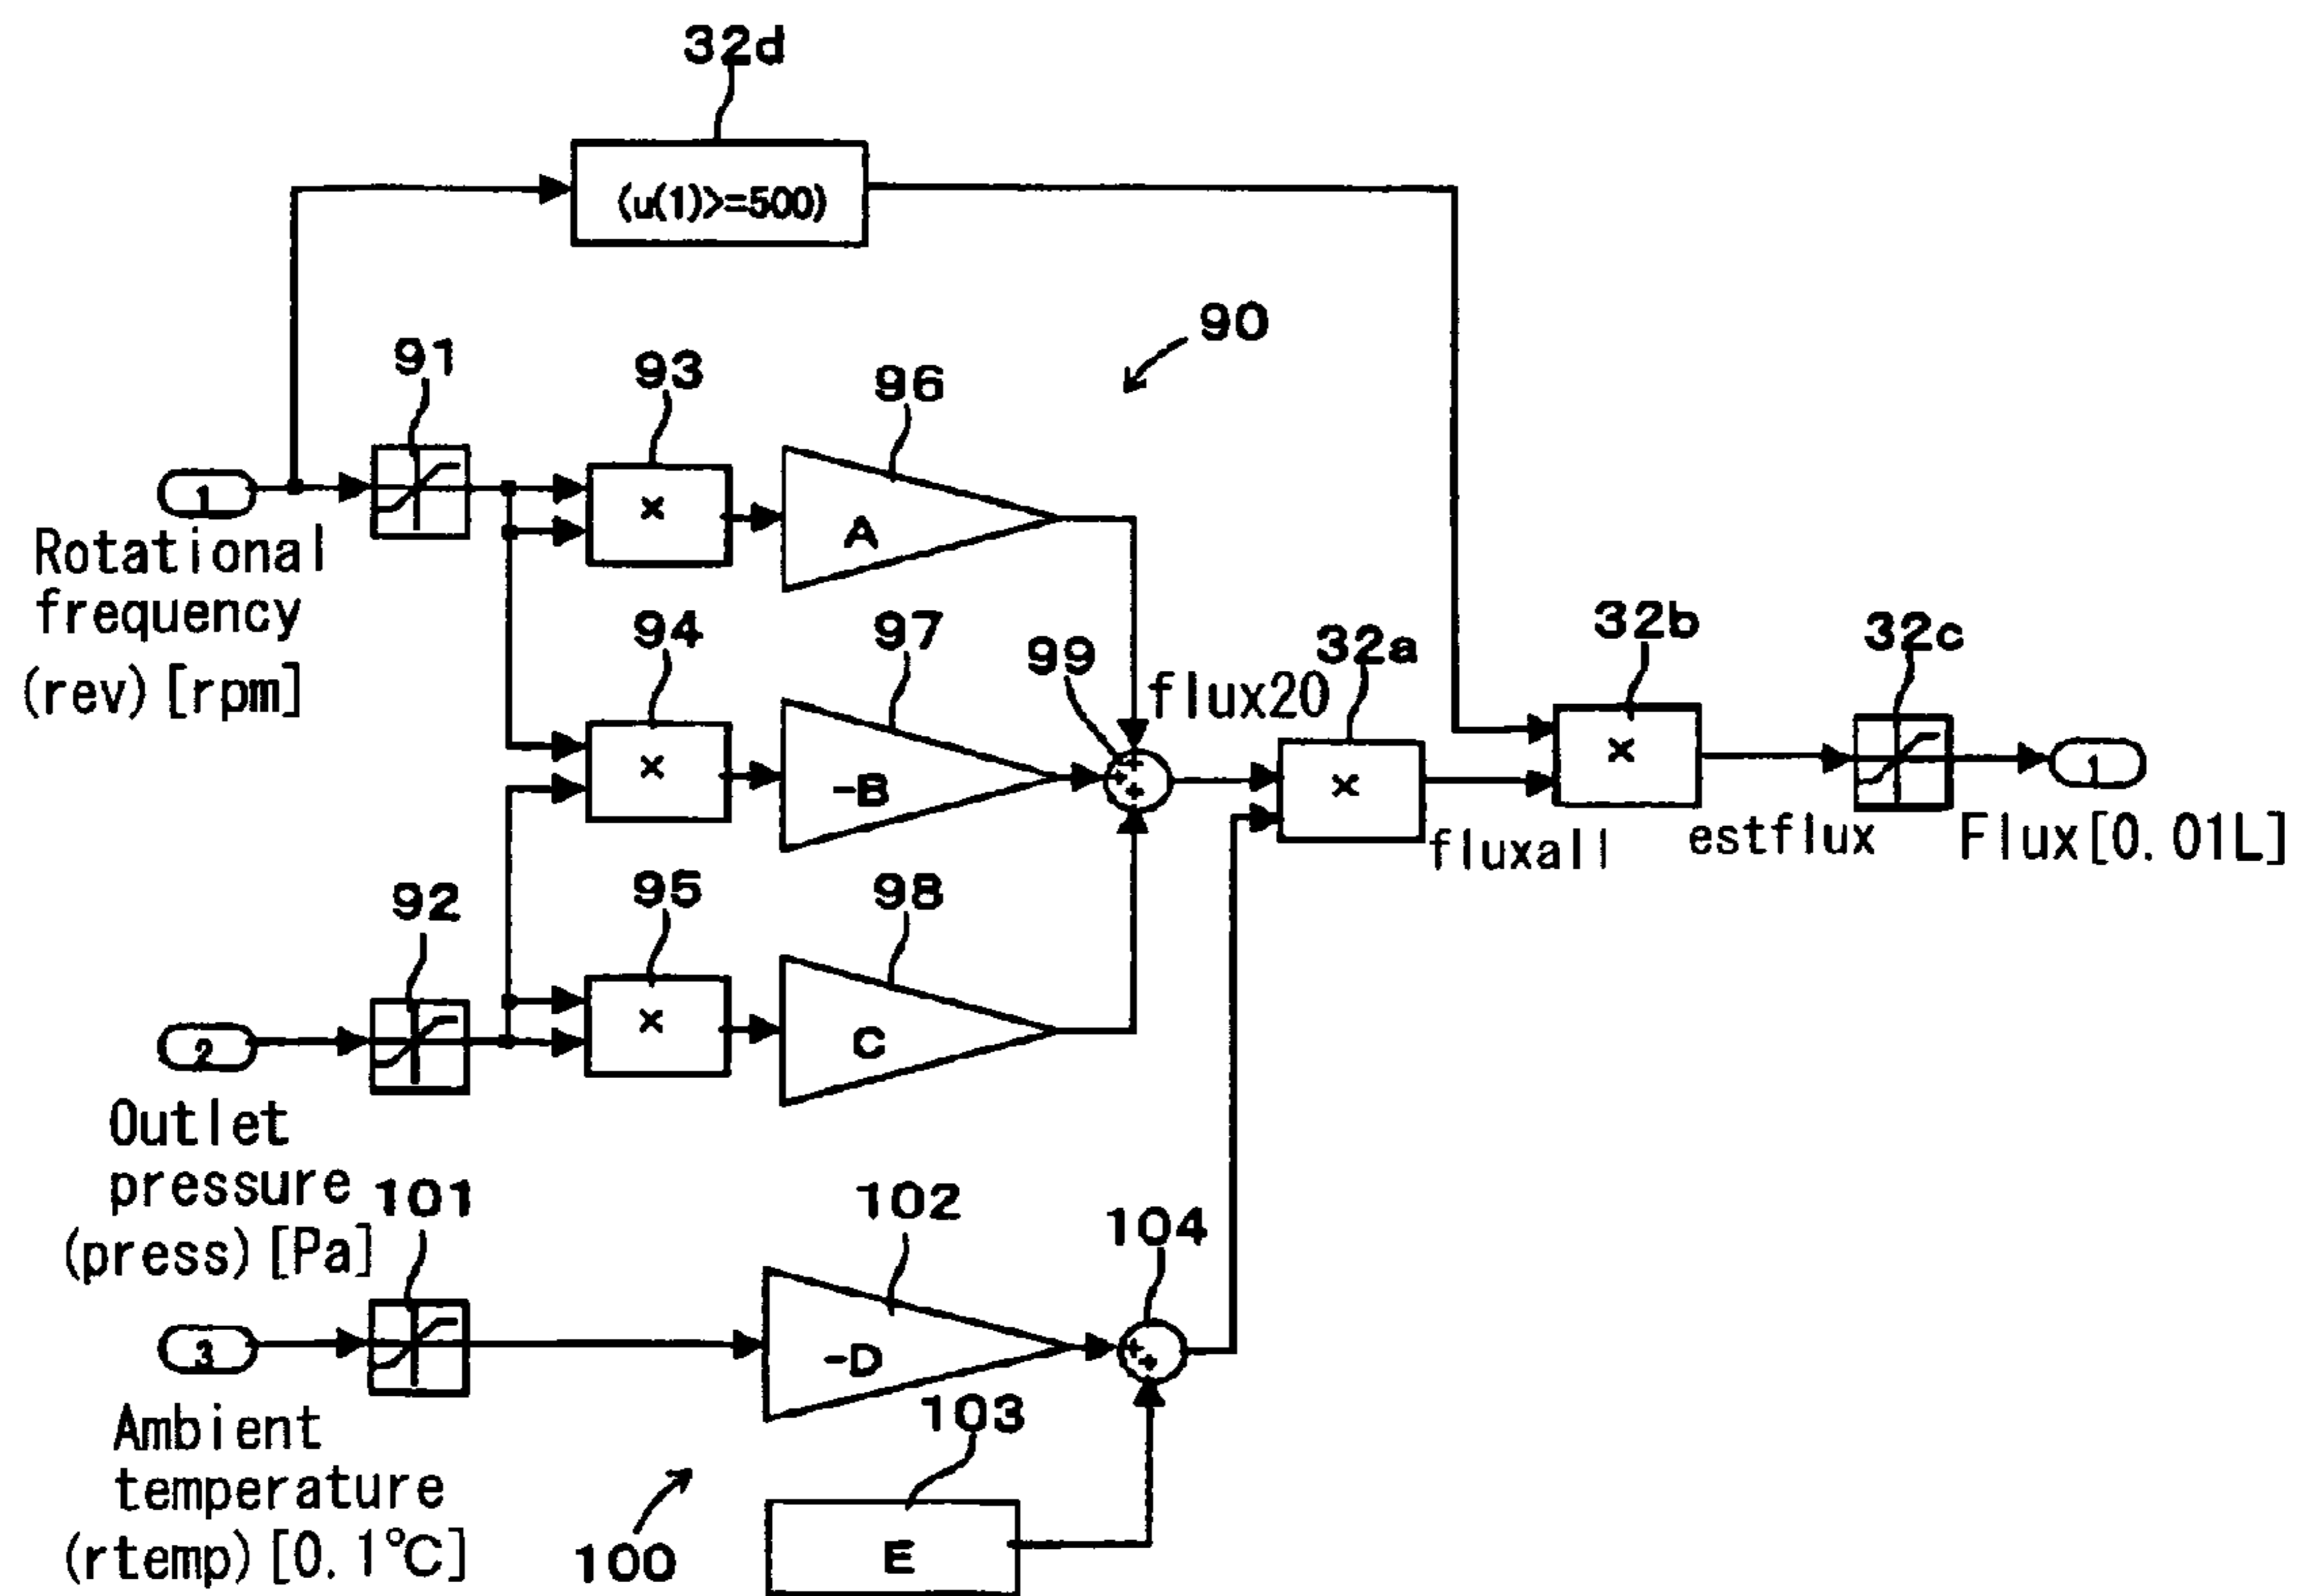 32d
(u(1)>=500)
90
91
93
96
1
×
A
Rotational
frequency
(rev)[rpm]
94
97
99
flux20
32a
32b
32c
×
-B
×
×
1
fluxall
estflux
Flux[0.01L]
92
95
98
2
×
C
Outlet
pressure
(press)[Pa]
101
102
104
3
-D
Ambient
temperature
(rtemp)[0.1℃]
103
100
E
+
+
+
+
+